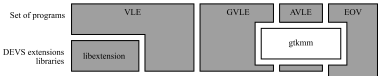 Set of programs VLE GVLE AVLE EOV
gtkmm
DEVS extensions
libraries libextension